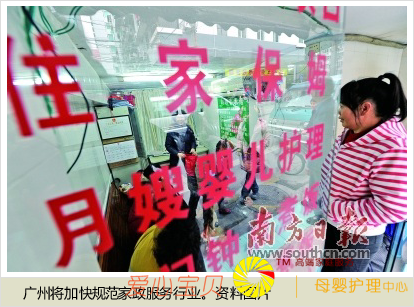 住家保姆
月嫂婴儿护理
钟
南方日报
www.southcn.com
TM
广州将加快规范家政服务行业。资料图片
爱心宝贝
母婴护理中心